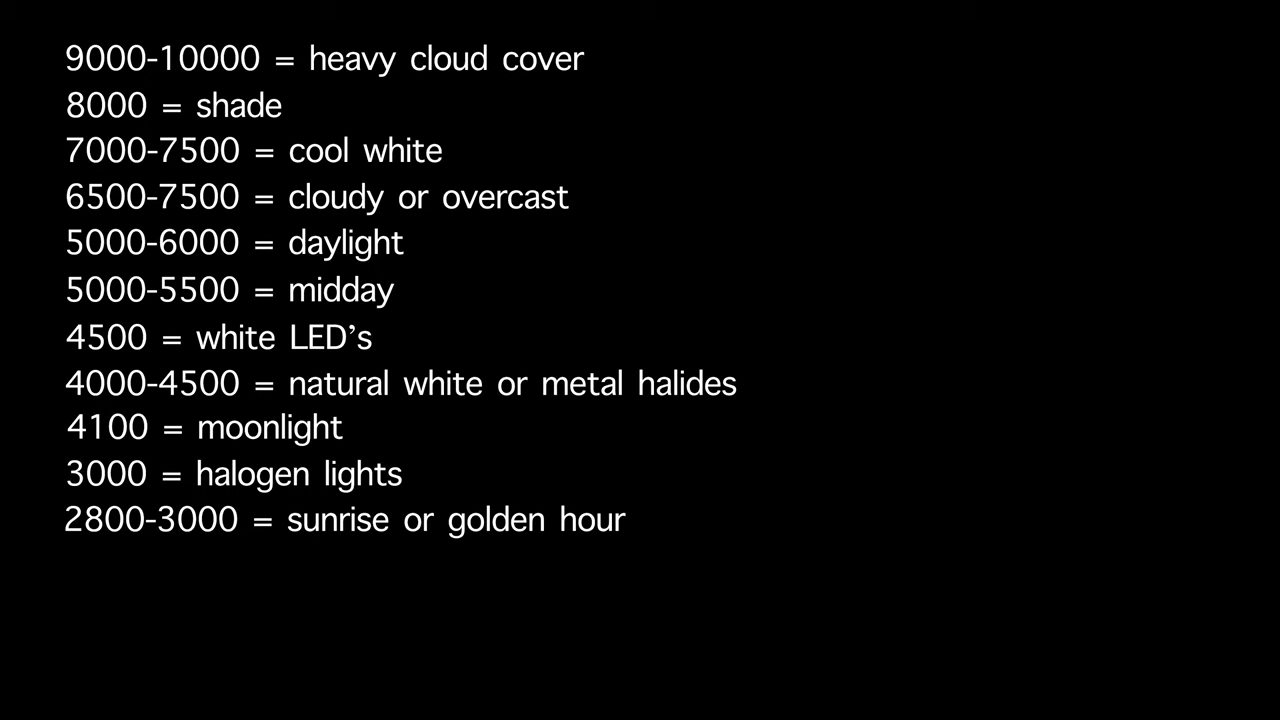 9000-10000 = heavy cloud cover
8000 = shade
7000-7500 = cool white
6500-7500 = cloudy or overcast
5000-6000 = daylight
5000-5500 = midday
4500 = white LED’s
4000-4500 = natural white or metal halides
4100 = moonlight
3000 = halogen lights
2800-3000 = sunrise or golden hour